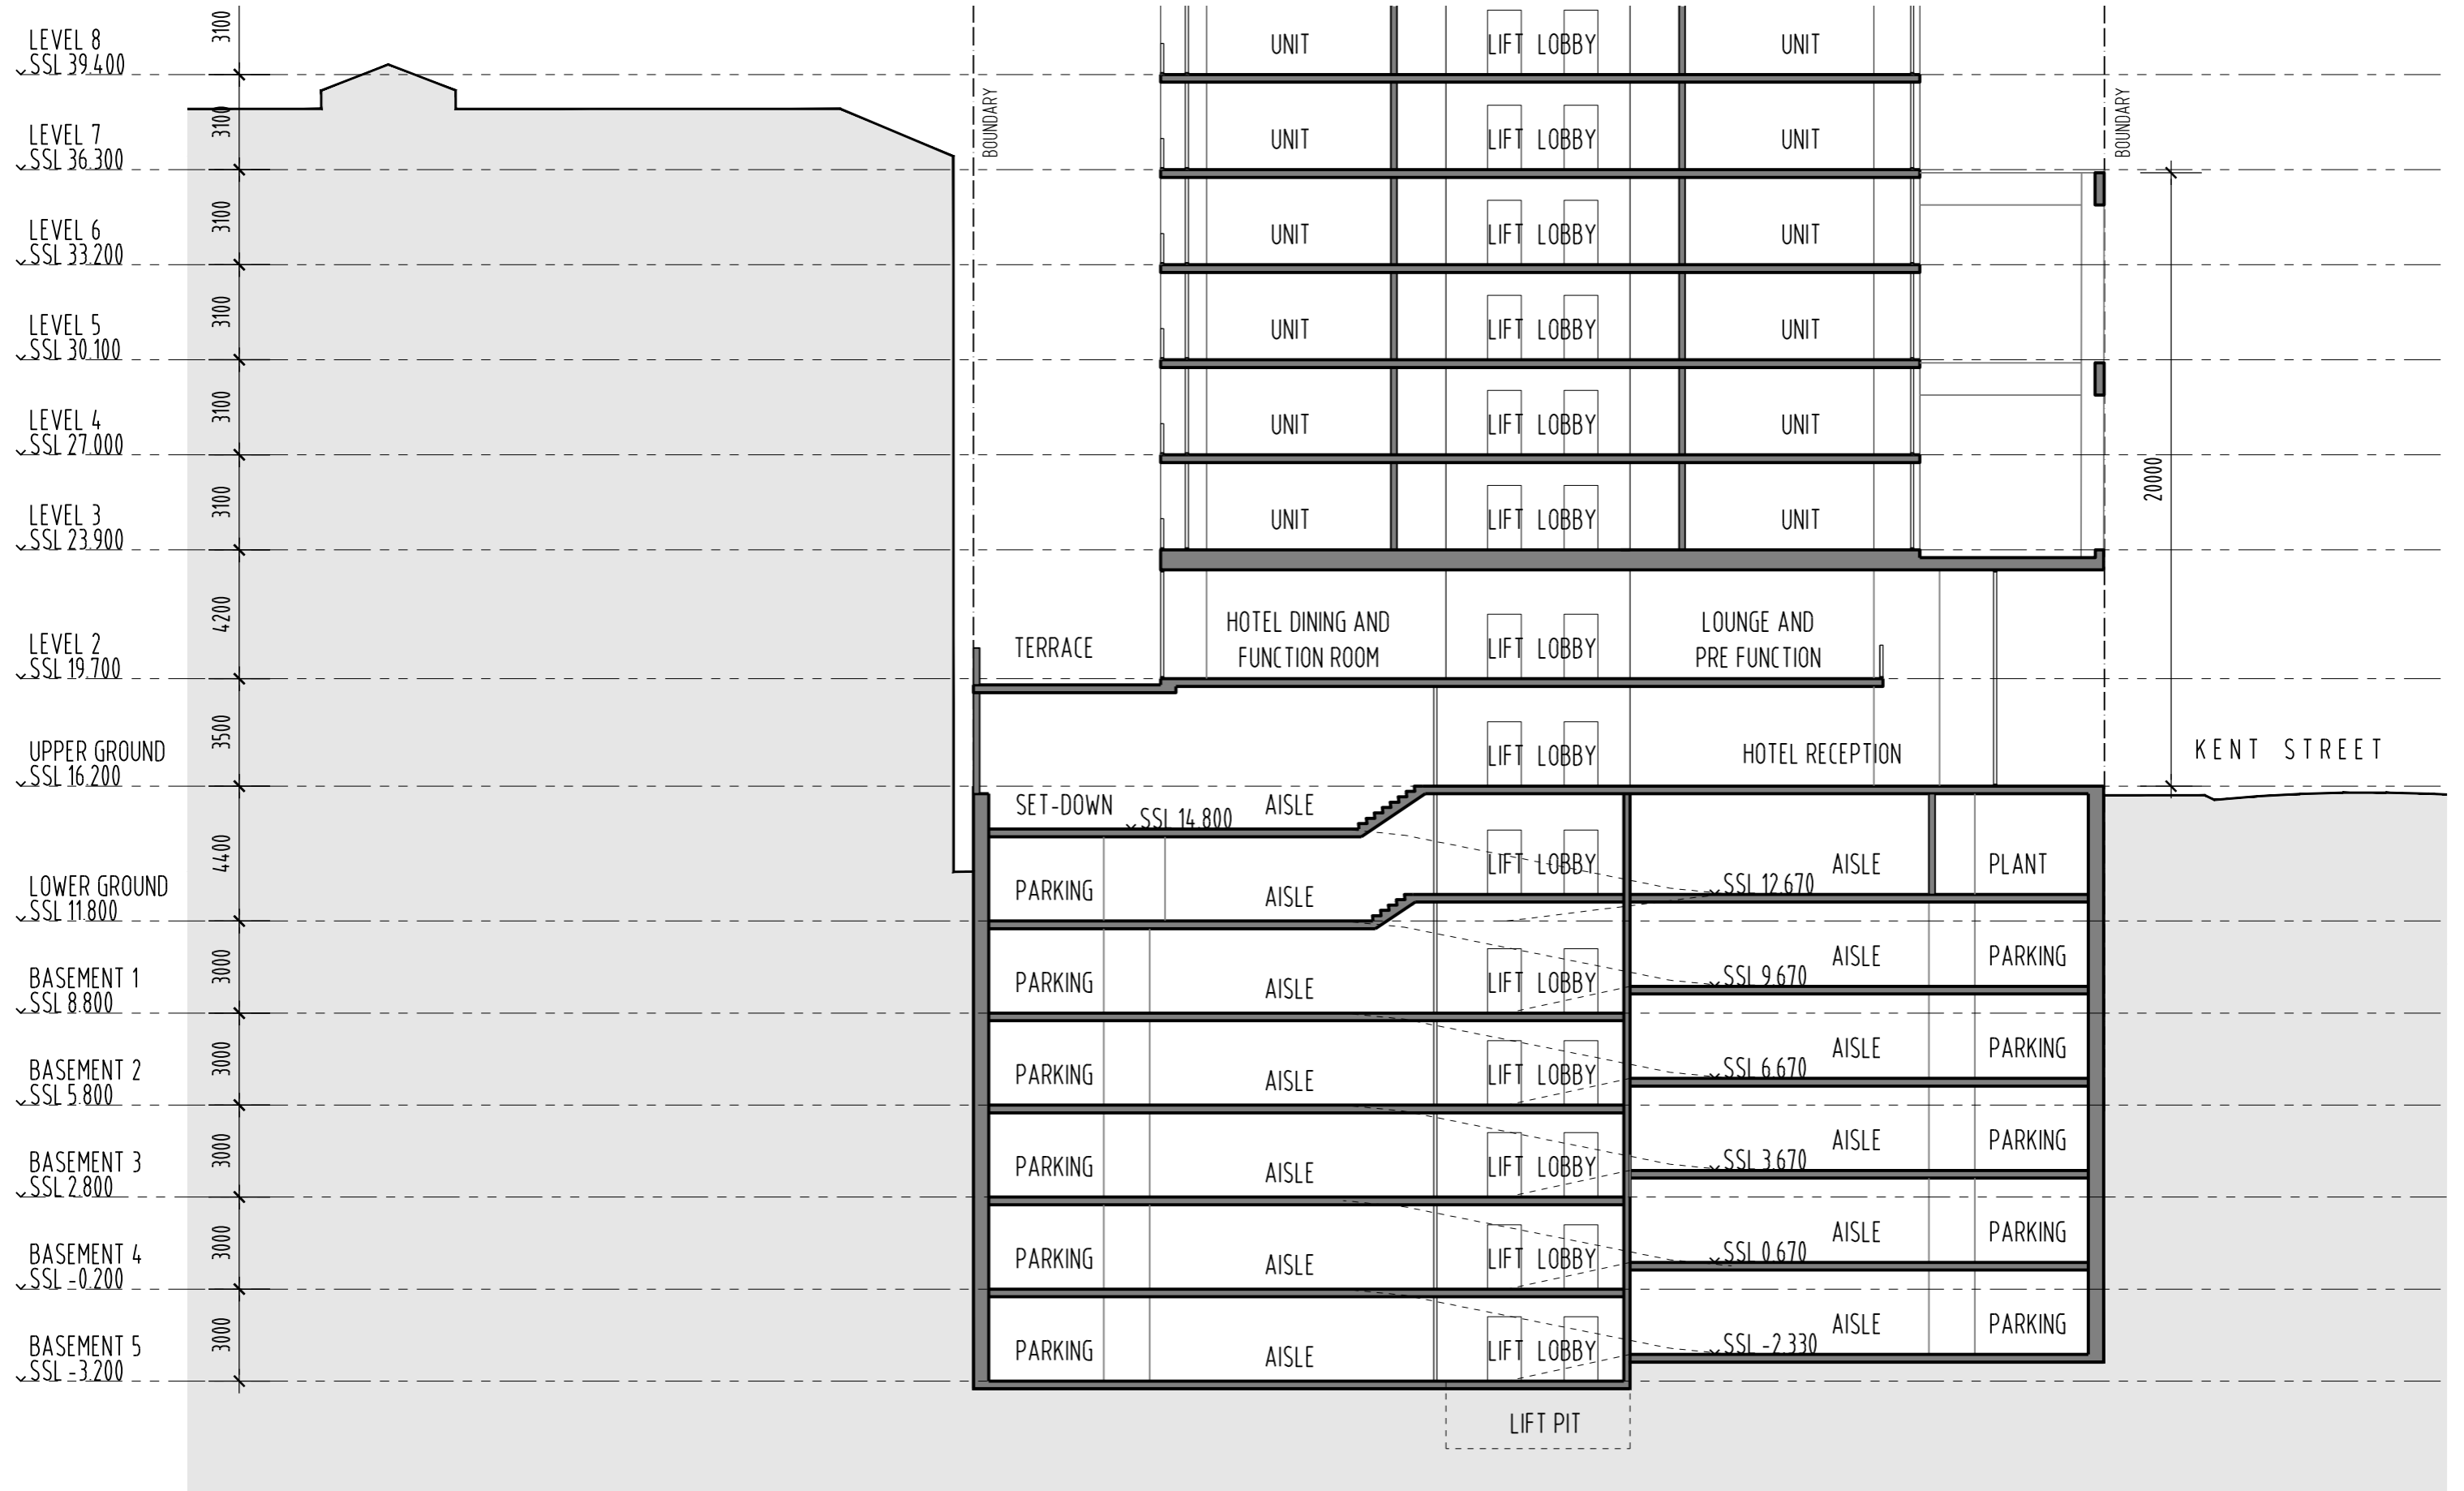 3100
LEVEL 8
SSL 39.400
UNIT
LIFT LOBBY
UNIT
BOUNDARY
BOUNDARY
3100
LEVEL 7
SSL 36.300
UNIT
LIFT LOBBY
UNIT
3100
LEVEL 6
SSL 33.200
UNIT
LIFT LOBBY
UNIT
3100
LEVEL 5
SSL 30.100
UNIT
LIFT LOBBY
UNIT
3100
LEVEL 4
SSL 27.000
UNIT
LIFT LOBBY
UNIT
20000
3100
LEVEL 3
SSL 23.900
UNIT
LIFT LOBBY
UNIT
4200
LEVEL 2
SSL 19.700
TERRACE
HOTEL DINING AND
FUNCTION ROOM
LIFT LOBBY
LOUNGE AND
PRE FUNCTION
3500
UPPER GROUND
SSL 16.200
LIFT LOBBY
HOTEL RECEPTION
KENT STREET
SET-DOWN
SSL 14.800
AISLE
4400
LOWER GROUND
SSL 11.800
PARKING
AISLE
LIFT LOBBY
SSL 12.670
AISLE
PLANT
3000
BASEMENT 1
SSL 8.800
PARKING
AISLE
LIFT LOBBY
SSL 9.670
AISLE
PARKING
3000
BASEMENT 2
SSL 5.800
PARKING
AISLE
LIFT LOBBY
SSL 6.670
AISLE
PARKING
3000
BASEMENT 3
SSL 2.800
PARKING
AISLE
LIFT LOBBY
SSL 3.670
AISLE
PARKING
3000
BASEMENT 4
SSL -0.200
PARKING
AISLE
LIFT LOBBY
SSL 0.670
AISLE
PARKING
3000
BASEMENT 5
SSL -3.200
PARKING
AISLE
LIFT LOBBY
SSL -2.330
AISLE
PARKING
LIFT PIT